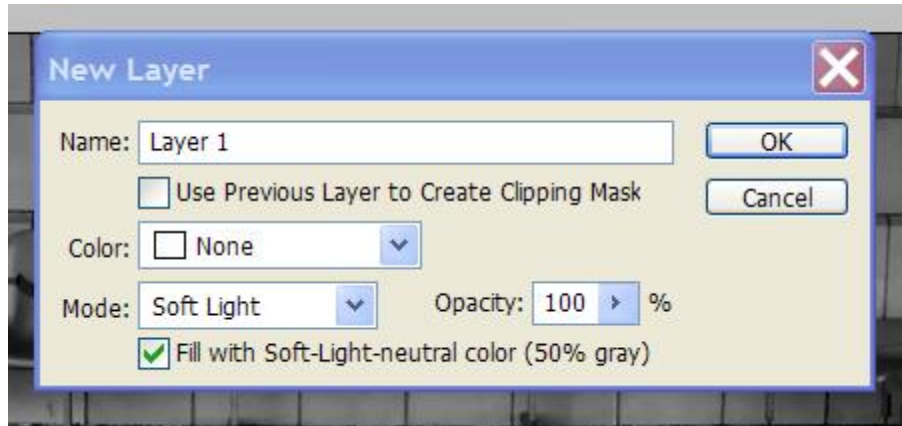 New Layer
Name: Layer 1
OK
Use Previous Layer to Create Clipping Mask
Cancel
Color: None
Mode: Soft Light Opacity: 100 %
Fill with Soft-Light-neutral color (50% gray)